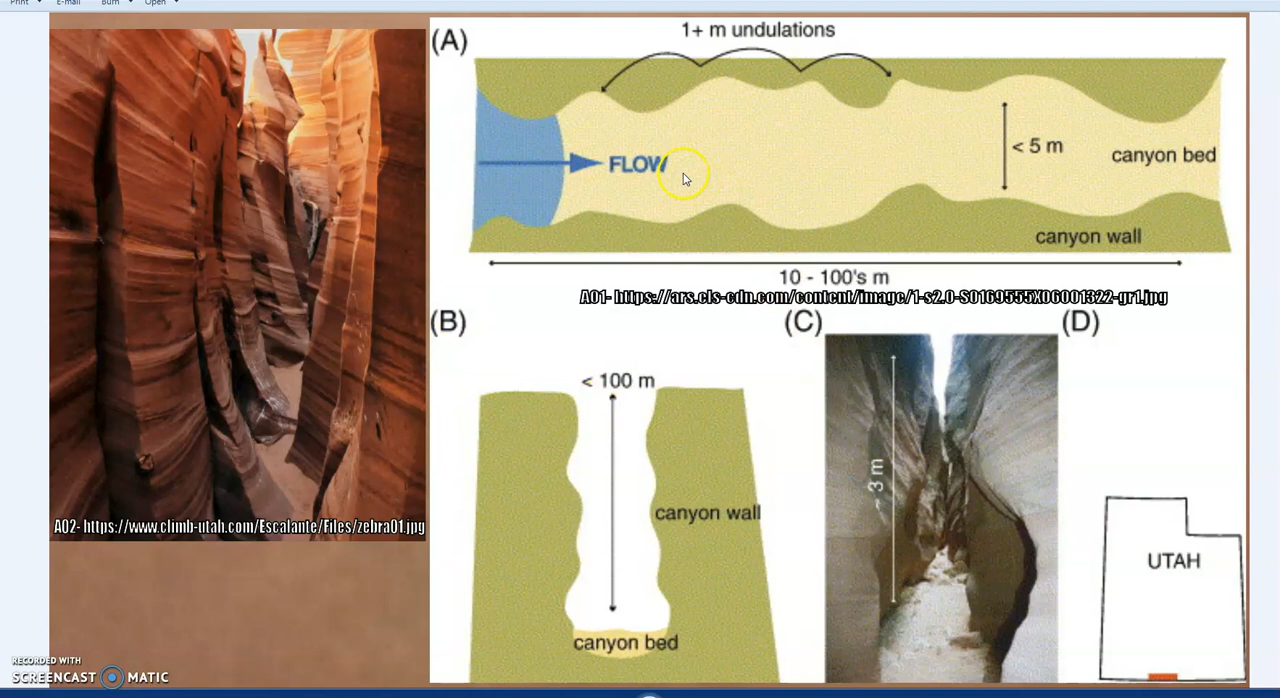 Print
E-mail
Burn
Open
(A)
1+ m undulations
FLOW
< 5 m
canyon bed
canyon wall
10 - 100's m
A01- https://ars.els-cdn.com/content/image/1-s2.0-S0169555X06001322-gr1.jpg
(B)
(C)
(D)
< 100 m
~ 3 m
canyon wall
A02- https://www.climb-utah.com/Escalante/Files/zebra01.jpg
UTAH
canyon bed
RECORDED WITH
SCREENCAST MATIC